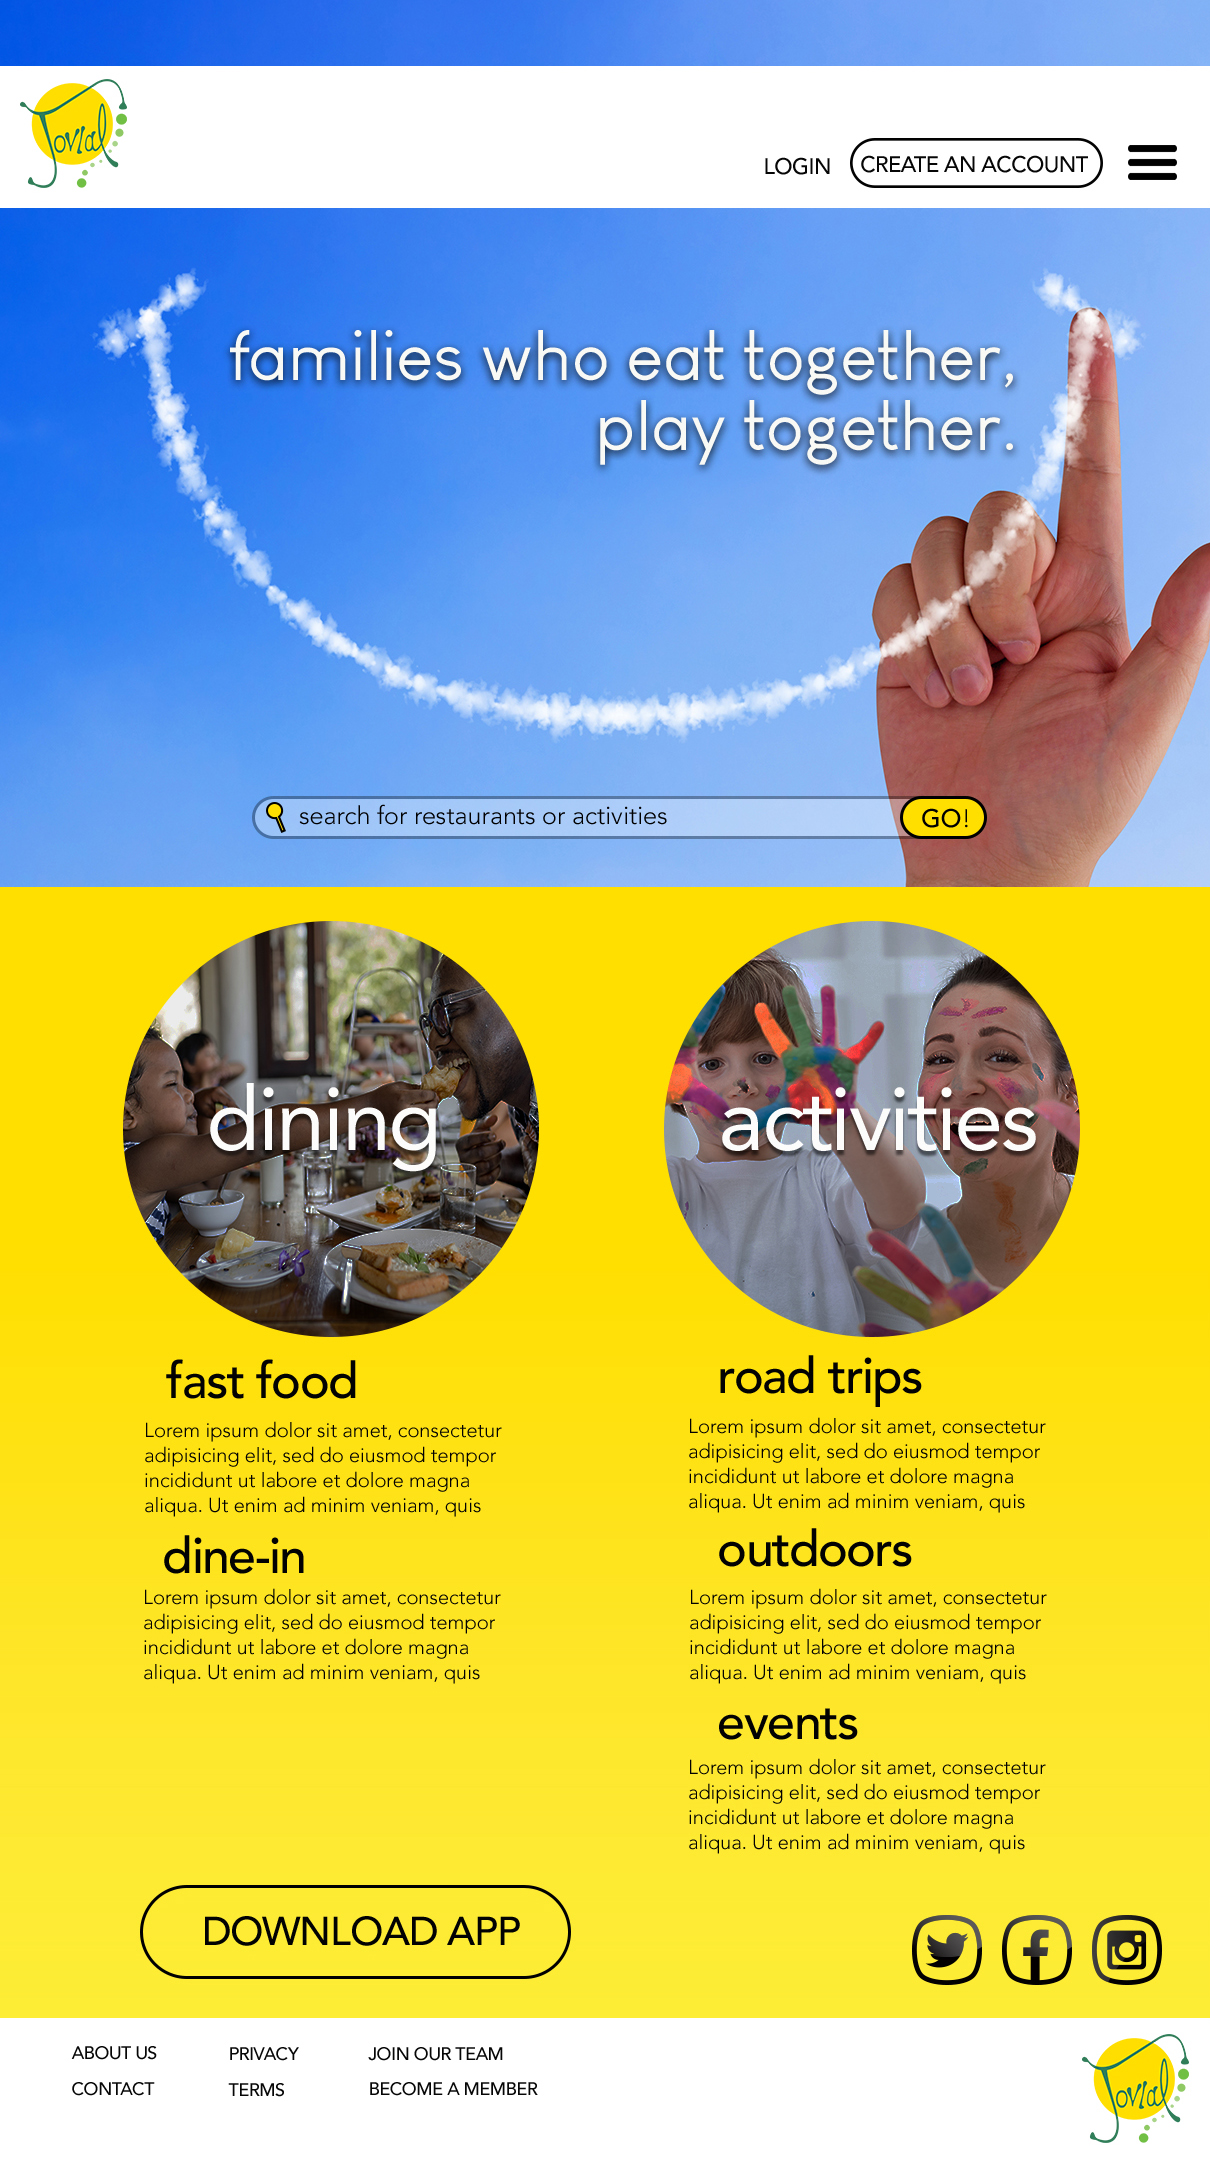 Jovial
LOGIN
CREATE AN ACCOUNT
families who eat together,
play together.
search for restaurants or activities
GO!
dining
fast food
Lorem ipsum dolor sit amet, consectetur
adipisicing elit, sed do eiusmod tempor
incididunt ut labore et dolore magna
aliqua. Ut enim ad minim veniam, quis
dine-in
Lorem ipsum dolor sit amet, consectetur
adipisicing elit, sed do eiusmod tempor
incididunt ut labore et dolore magna
aliqua. Ut enim ad minim veniam, quis
activities
road trips
Lorem ipsum dolor sit amet, consectetur
adipisicing elit, sed do eiusmod tempor
incididunt ut labore et dolore magna
aliqua. Ut enim ad minim veniam, quis
outdoors
Lorem ipsum dolor sit amet, consectetur
adipisicing elit, sed do eiusmod tempor
incididunt ut labore et dolore magna
aliqua. Ut enim ad minim veniam, quis
events
Lorem ipsum dolor sit amet, consectetur
adipisicing elit, sed do eiusmod tempor
incididunt ut labore et dolore magna
aliqua. Ut enim ad minim veniam, quis
DOWNLOAD APP
ABOUT US
CONTACT
PRIVACY
TERMS
JOIN OUR TEAM
BECOME A MEMBER
Jovial